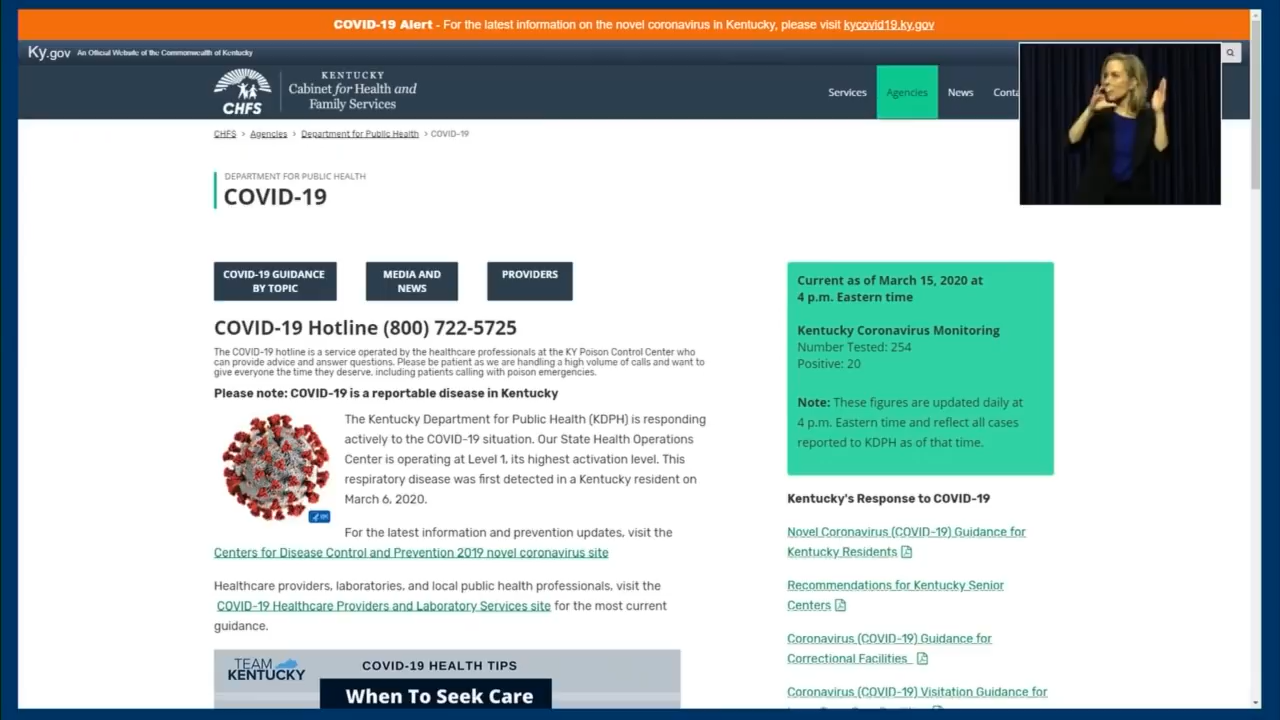 COVID-19 Alert - For the latest information on the novel coronavirus in Kentucky, please visit kycovid19.ky.gov
Ky.gov An Official Website of the Commonwealth of Kentucky
KENTUCKY
Cabinet for Health and
Family Services
CHFS
Services Agencies News
CHFS > Agencies > Department for Public Health > COVID-19
DEPARTMENT FOR PUBLIC HEALTH
COVID-19
COVID-19 GUIDANCE
BY TOPIC
MEDIA AND
NEWS
PROVIDERS
COVID-19 Hotline (800) 722-5725
The COVID-19 hotline is a service operated by the healthcare professionals at the KY Poison Control Center who
can provide advice and answer questions. Please be patient as we are handling a high volume of calls and want to
give everyone the time they deserve, including patients calling with poison emergencies.
Please note: COVID-19 is a reportable disease in Kentucky
The Kentucky Department for Public Health (KDPH) is responding
actively to the COVID-19 situation. Our State Health Operations
Center is operating at Level 1, its highest activation level. This
respiratory disease was first detected in a Kentucky resident on
March 6, 2020.
For the latest information and prevention updates, visit the
Centers for Disease Control and Prevention 2019 novel coronavirus site
Healthcare providers, laboratories, and local public health professionals, visit the
COVID-19 Healthcare Providers and Laboratory Services site for the most current
guidance.
TEAM
KENTUCKY
COVID-19 HEALTH TIPS
When To Seek Care
Current as of March 15, 2020 at
4 p.m. Eastern time
Kentucky Coronavirus Monitoring
Number Tested: 254
Positive: 20
Note: These figures are updated daily at
4 p.m. Eastern time and reflect all cases
reported to KDPH as of that time.
Kentucky's Response to COVID-19
Novel Coronavirus (COVID-19) Guidance for
Kentucky Residents
Recommendations for Kentucky Senior
Centers
Coronavirus (COVID-19) Guidance for
Correctional Facilities
Coronavirus (COVID-19) Visitation Guidance for